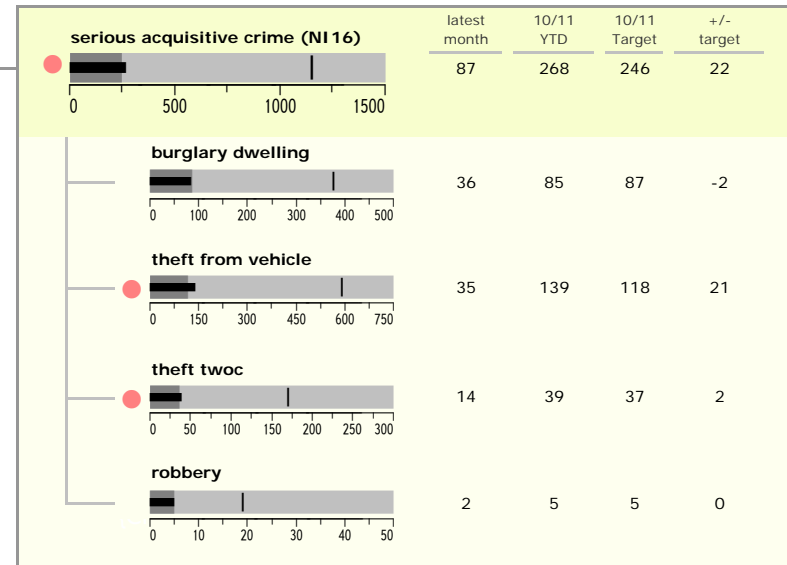 latest 10/11 10/11 +/-
month YTD Target target
serious acquisitive crime (NI16)
87 268 246 22
0 500 1000 1500
burglary dwelling
36 85 87 -2
0 100 200 300 400 500
theft from vehicle
35 139 118 21
0 150 300 450 600 750
theft twoc
14 39 37 2
0 50 100 150 200 250 300
robbery
2 5 5 0
0 10 20 30 40 50